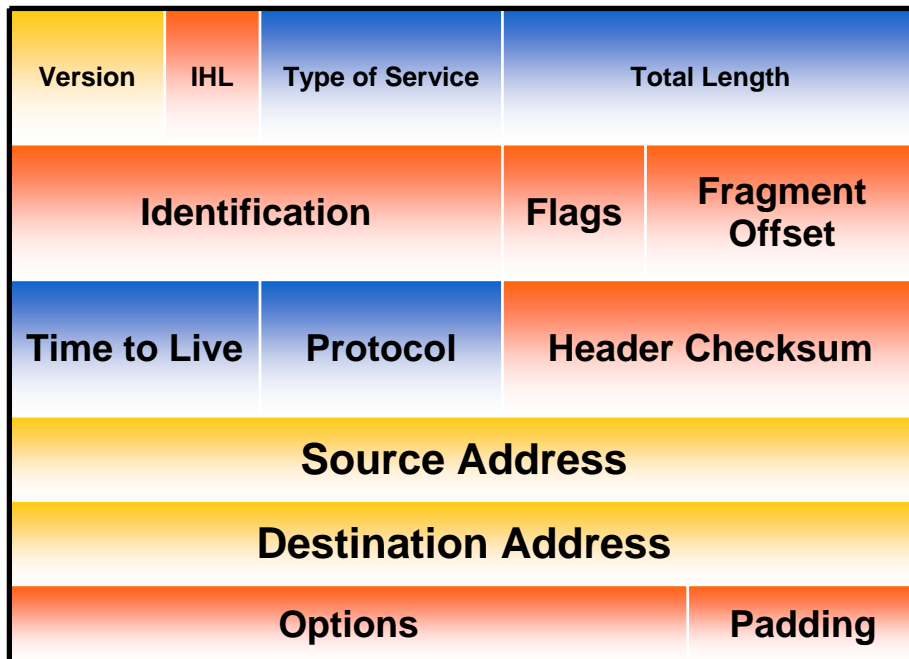 Version IHL Type of Service Total Length
Identification Flags Fragment
Offset
Time to Live Protocol Header Checksum
Source Address
Destination Address
Options Padding